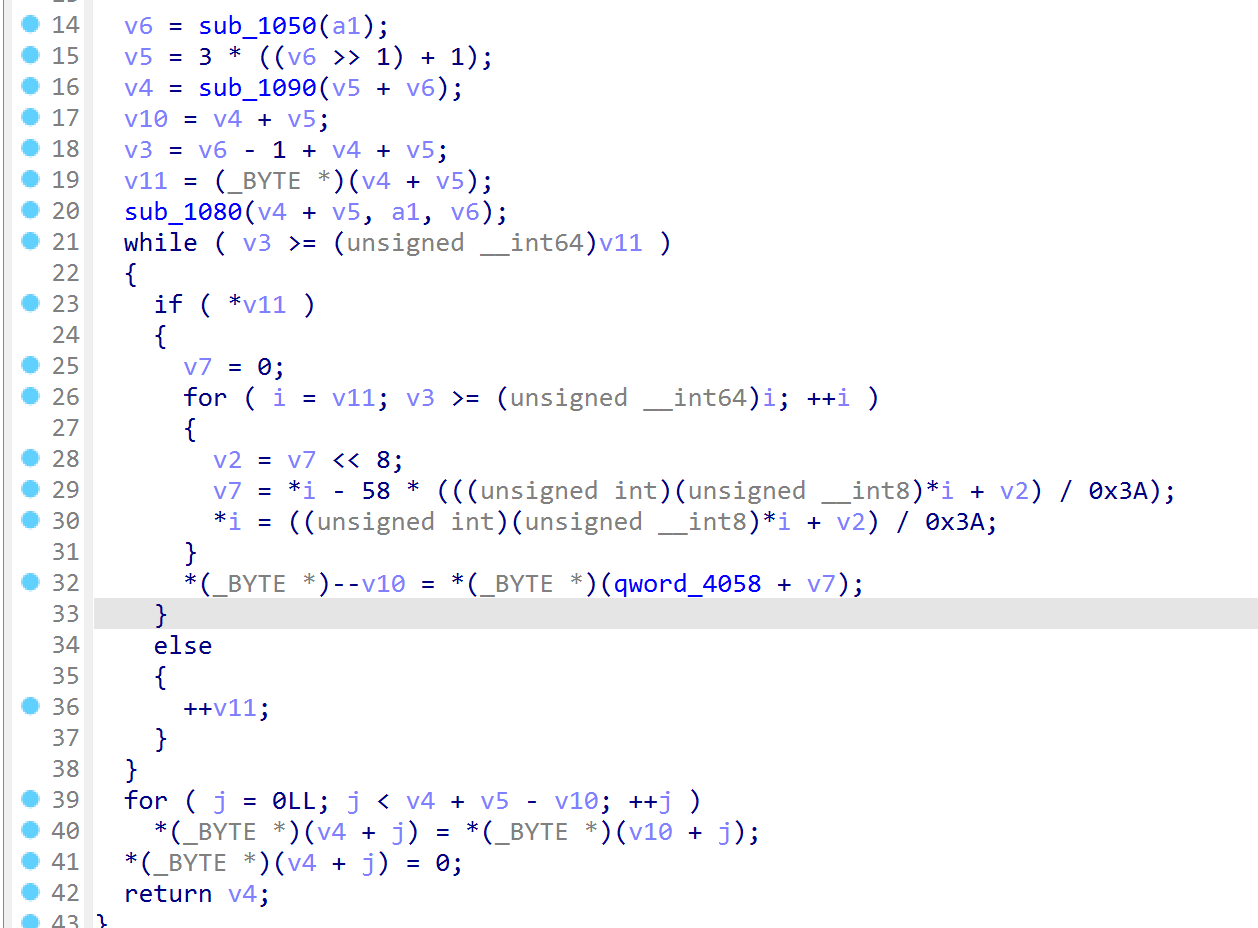 14 v6 = sub_1050(a1);
15 v5 = 3 * ((v6 >> 1) + 1);
16 v4 = sub_1090(v5 + v6);
17 v10 = v4 + v5;
18 v3 = v6 - 1 + v4 + v5;
19 v11 = (_BYTE *)(v4 + v5);
20 sub_1080(v4 + v5, a1, v6);
21 while ( v3 >= (unsigned __int64)v11 )
22 {
23 if ( *v11 )
24 {
25 v7 = 0;
26 for ( i = v11; v3 >= (unsigned __int64)i; ++i )
27 {
28 v2 = v7 << 8;
29 v7 = *i - 58 * (((unsigned int)(unsigned __int8)*i + v2) / 0x3A);
30 *i = ((unsigned int)(unsigned __int8)*i + v2) / 0x3A;
31 }
32 *(_BYTE *)--v10 = *(_BYTE *)(qword_4058 + v7);
33 }
34 else
35 {
36 ++v11;
37 }
38 }
39 for ( j = 0LL; j < v4 + v5 - v10; ++j )
40 *(_BYTE *)(v4 + j) = *(_BYTE *)(v10 + j);
41 *(_BYTE *)(v4 + j) = 0;
42 return v4;
43 }